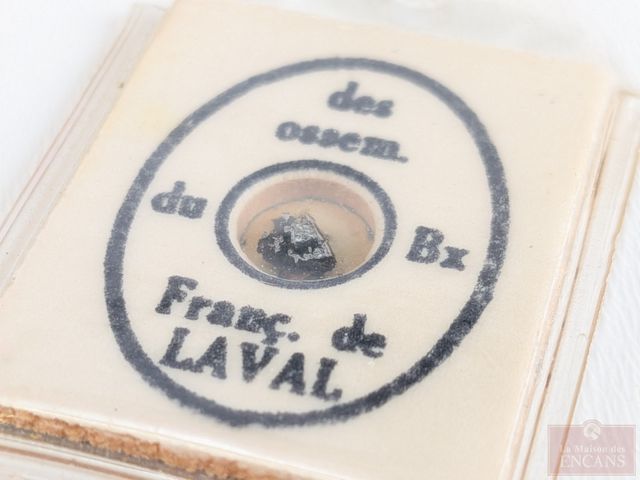 des
ossem.
du Bx
Franç. de
LAVAL
La Maison des
ENCANS